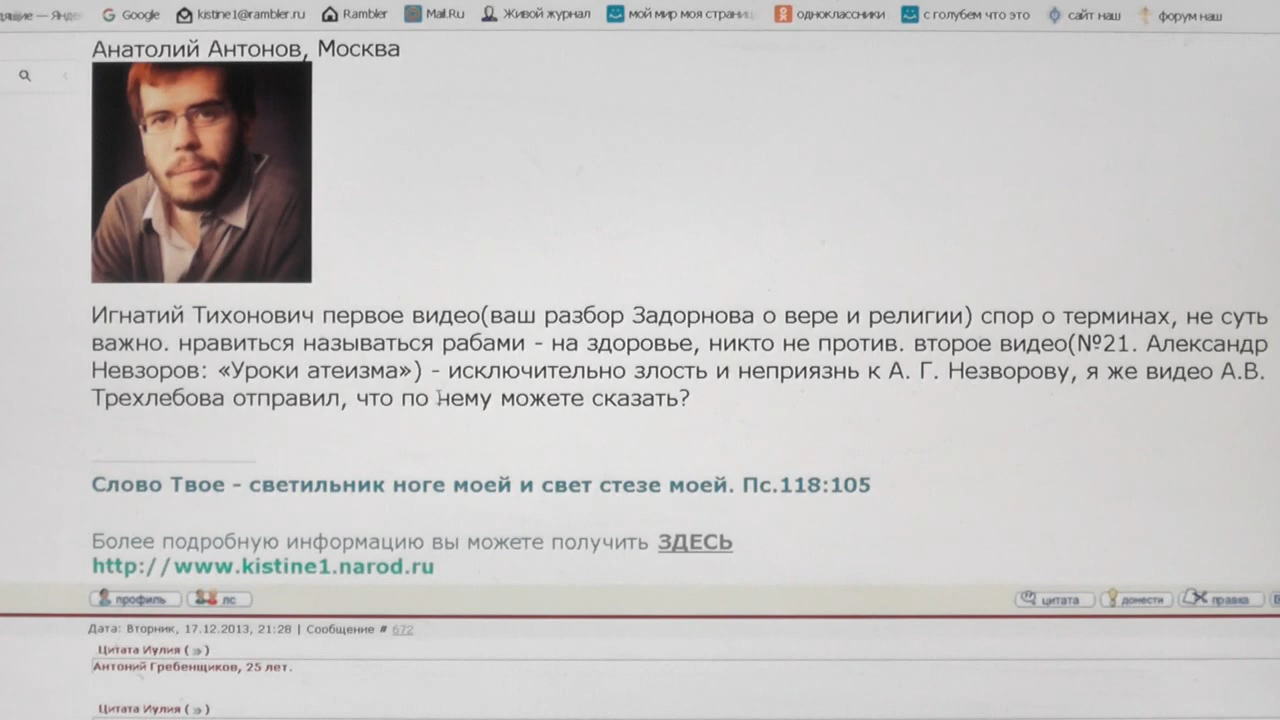 Google kistine1@rambler.ru Rambler Mail.Ru Живой журнал мой мир моя страниц одноклассники с голубем что это сайт наш форум наш
Анатолий Антонов, Москва
Игнатий Тихонович первое видео(ваш разбор Задорнова о вере и религии) спор о терминах, не суть
важно. нравиться называться рабами - на здоровье, никто не против. второе видео(№21. Александр
Невзоров: «Уроки атеизма») - исключительно злость и неприязнь к А. Г. Незворову, я же видео А.В.
Трехлебова отправил, что по нему можете сказать?
Слово Твое - светильник ноге моей и свет стезе моей. Пс.118:105
Более подробную информацию вы можете получить ЗДЕСЬ
http://www.kistine1.narod.ru
профиль лс цитата донести правка
Дата: Вторник, 17.12.2013, 21:28 | Сообщение # 672
Цитата Иулия ( )
Антоний Гребенщиков, 25 лет.
Цитата Иулия ( )